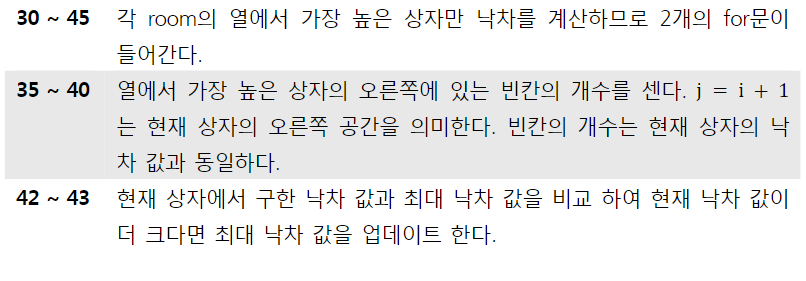 30 ~ 45 각 room의 열에서 가장 높은 상자만 낙차를 계산하므로 2개의 for문이
들어간다.
35 ~ 40 열에서 가장 높은 상자의 오른쪽에 있는 빈칸의 개수를 센다. j = i + 1
는 현재 상자의 오른쪽 공간을 의미한다. 빈칸의 개수는 현재 상자의 낙
차 값과 동일하다.
42 ~ 43 현재 상자에서 구한 낙차 값과 최대 낙차 값을 비교 하여 현재 낙차 값이
더 크다면 최대 낙차 값을 업데이트 한다.